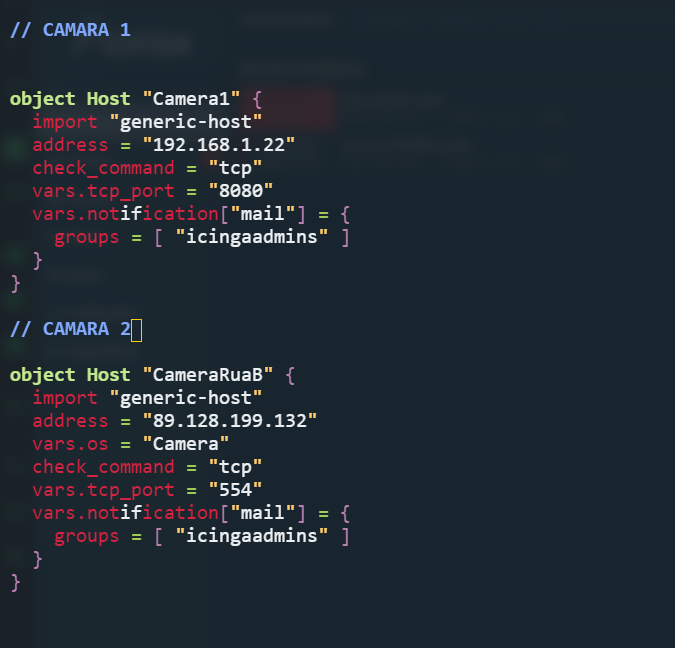 // CAMARA 1
object Host "Camera1" {
import "generic-host"
address = "192.168.1.22"
check_command = "tcp"
vars.tcp_port = "8080"
vars.notification["mail"] = {
groups = [ "icingaadmins" ]
}
}
// CAMARA 2
object Host "CameraRuaB" {
import "generic-host"
address = "89.128.199.132"
vars.os = "Camera"
check_command = "tcp"
vars.tcp_port = "554"
vars.notification["mail"] = {
groups = [ "icingaadmins" ]
}
}